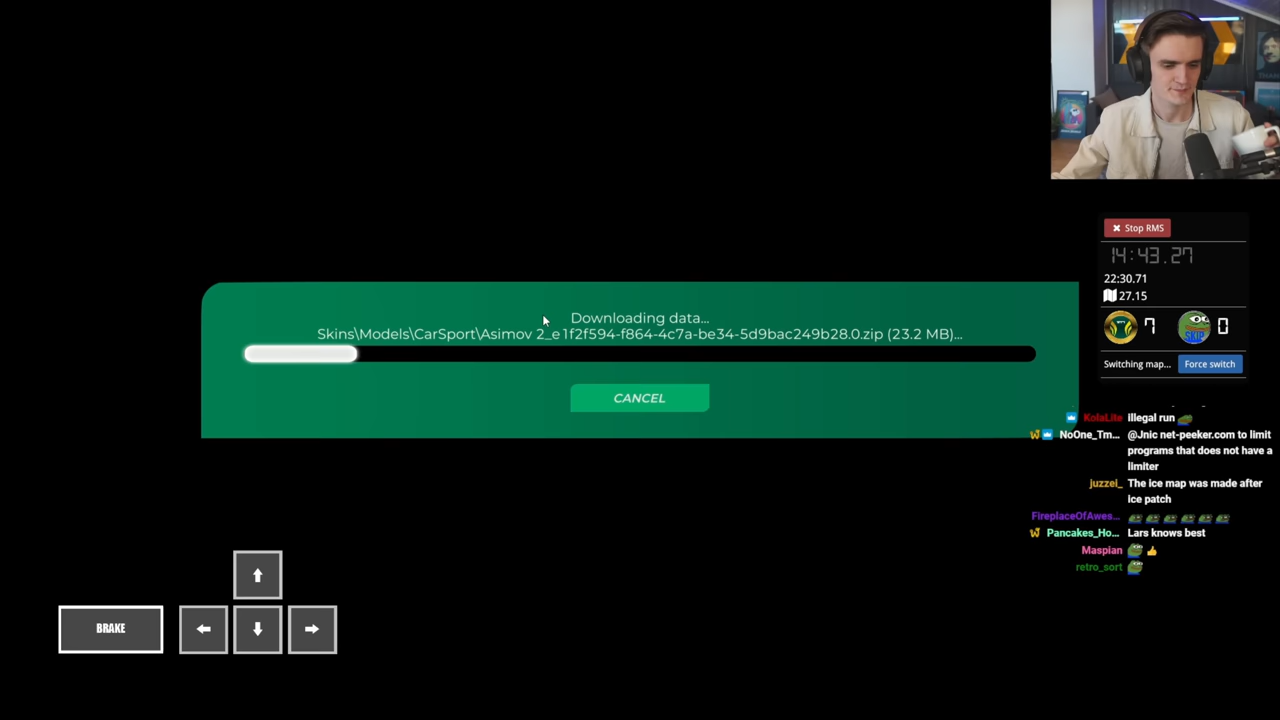 ✖ Stop RMS
14:43.27
22:30.71
27.15
7
0
SKIP
Switching map...
Force switch
Downloading data...
Skins\Models\CarSport\Asimov 2_e1f2f594-f864-4c7a-be34-5d9bac249b28.0.zip (23.2 MB)...
CANCEL
KolaLite illegal run
NoOne_Tm... @Jnic net-peeker.com to limit
programs that does not have a
limiter
juzzei_ The ice map was made after
ice patch
FireplaceOfAwes...
Pancakes_Ho... Lars knows best
Maspian
retro_sort
BRAKE